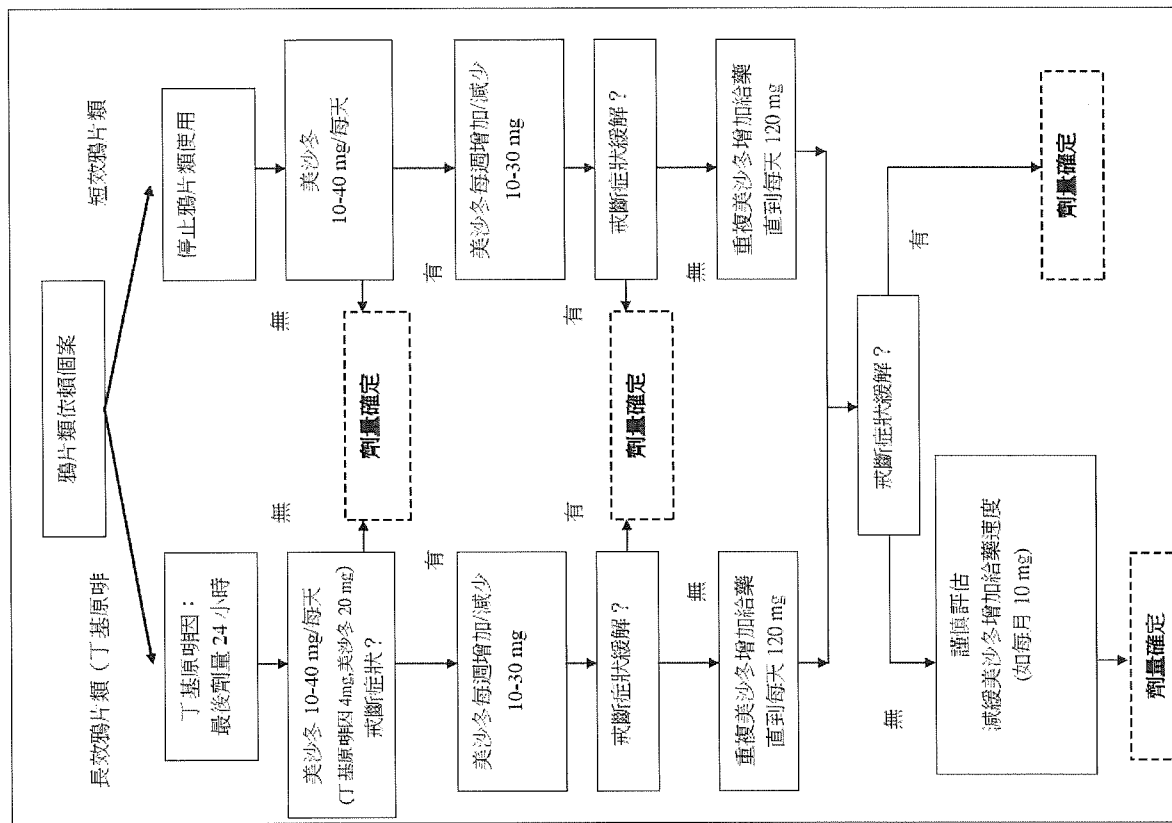 鴉片類依賴個案
長效鴉片類（丁基原啡
短效鴉片類
丁基原啡因：
最後劑量 24 小時
停止鴉片類使用
美沙冬 10-40 mg/每天
(丁基原啡因 4mg,美沙冬 20 mg)
戒斷症狀？
美沙冬
10-40 mg/每天
無
無
劑量確定
有
有
美沙冬每週增加/減少
10-30 mg
美沙冬每週增加/減少
10-30 mg
戒斷症狀緩解？
有
劑量確定
有
戒斷症狀緩解？
無
無
重複美沙冬增加給藥
直到每天 120 mg
重複美沙冬增加給藥
直到每天 120 mg
戒斷症狀緩解？
無
有
謹慎評估
減緩美沙冬增加給藥速度
(如每月 10 mg)
劑量確定
劑量確定